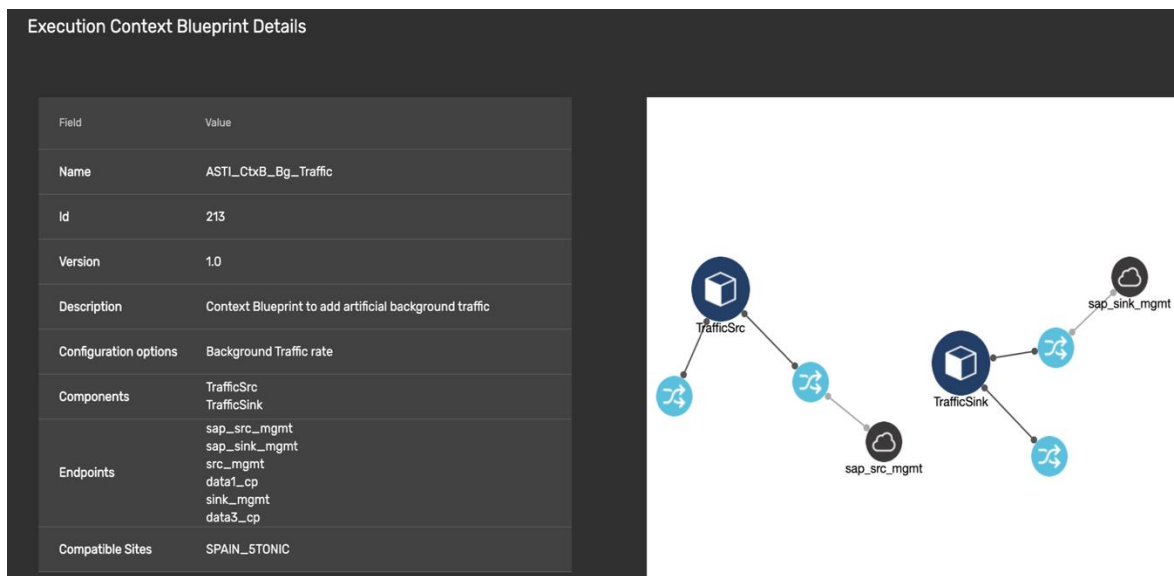 Execution Context Blueprint Details
Field Value
Name ASTI_CtxB_Bg_Traffic
Id 213
Version 1.0
Description Context Blueprint to add artificial background traffic
Configuration options Background Traffic rate
Components TrafficSrc
TrafficSink
Endpoints sap_src_mgmt
sap_sink_mgmt
src_mgmt
data1_cp
sink_mgmt
data3_cp
Compatible Sites SPAIN_5TONIC
TrafficSrc
sap_src_mgmt
sap_sink_mgmt
TrafficSink